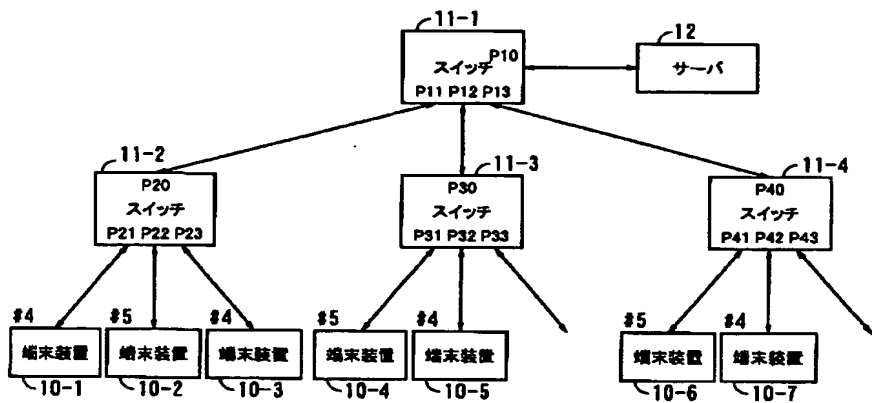 11-1
12
P10
スイッチ
サーバ
P11 P12 P13
11-2
11-3
11-4
P20
スイッチ
P21 P22 P23
P30
スイッチ
P31 P32 P33
P40
スイッチ
P41 P42 P43
#4
#5
#4
#5
#4
#5
#4
端末装置
端末装置
端末装置
端末装置
端末装置
端末装置
端末装置
10-1
10-2
10-3
10-4
10-5
10-6
10-7